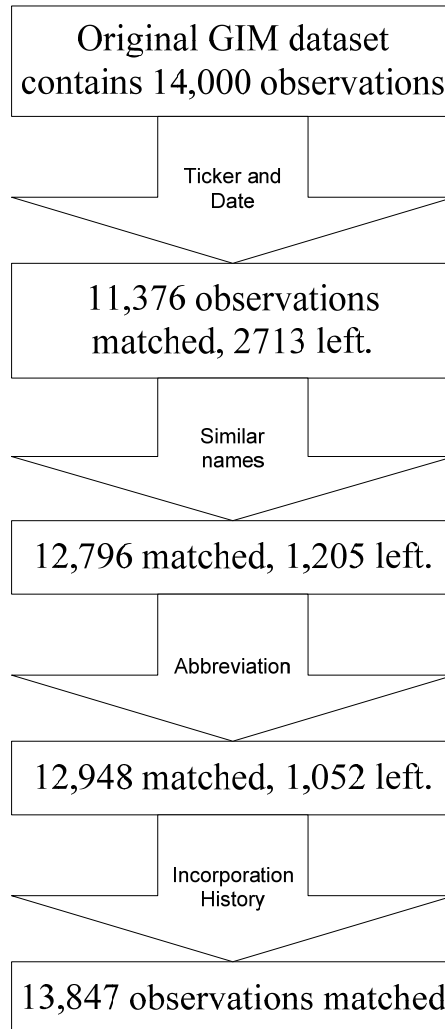 Original GIM dataset
contains 14,000 observations
Ticker and
Date
11,376 observations
matched, 2713 left.
Similar
names
12,796 matched, 1,205 left.
Abbreviation
12,948 matched, 1,052 left.
Incorporation
History
13,847 observations matched